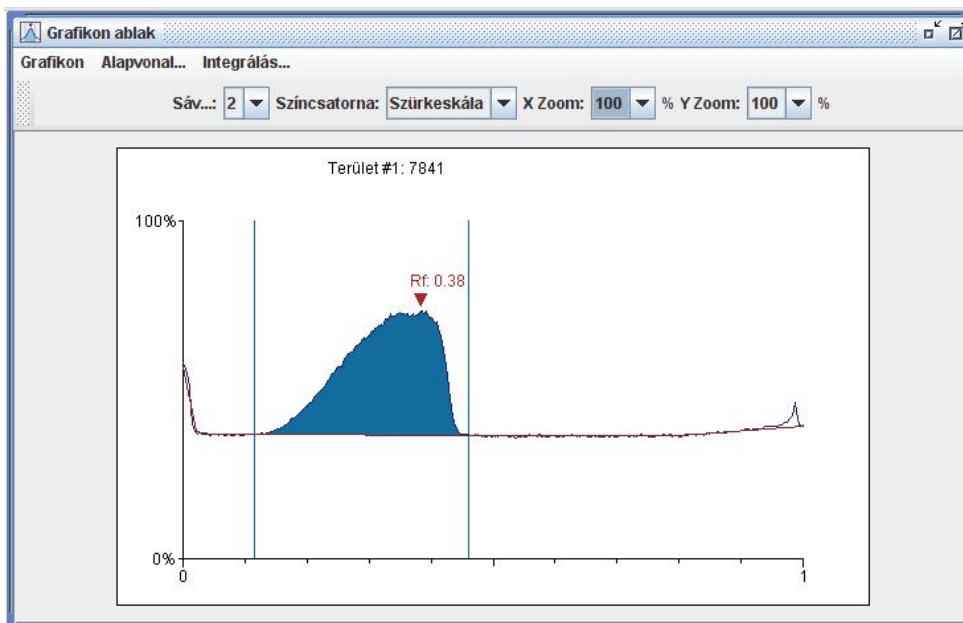 Grafikon ablak
Grafikon Alapvonal... Integrálás...
Sáv...: 2 Színcsatorna: Szürkeskála X Zoom: 100 % Y Zoom: 100 %
Terület #1: 7841
100%
Rf: 0.38
0%
0 1